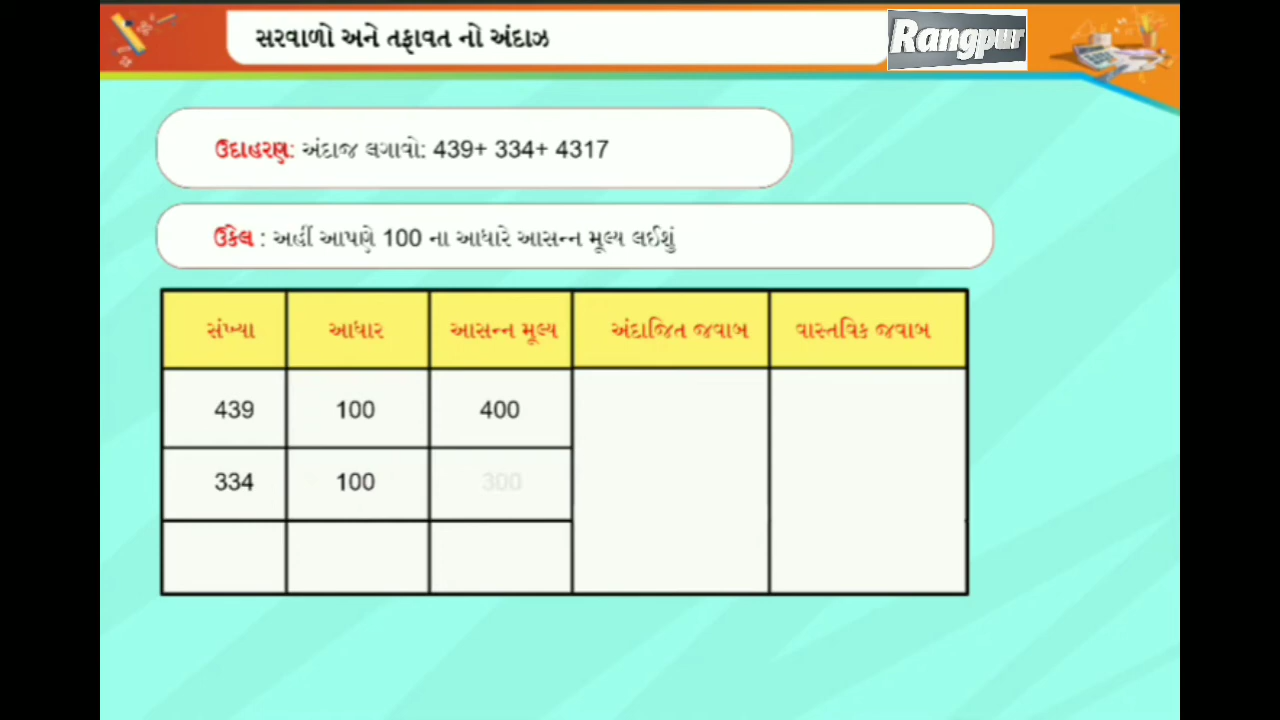 સરવાળો અને તફાવત નો અંદાઝ
Rangpur
ઉદાહરણ: અંદાજ લગાવો: 439+ 334+ 4317
ઉકેલ : અહીં આપણે 100 ના આધારે આસન્ન મૂલ્ય લઈશું
સંખ્યા આધાર આસન્ન મૂલ્ય અંદાજિત જવાબ વાસ્તવિક જવાબ
439 100 400
334 100 300